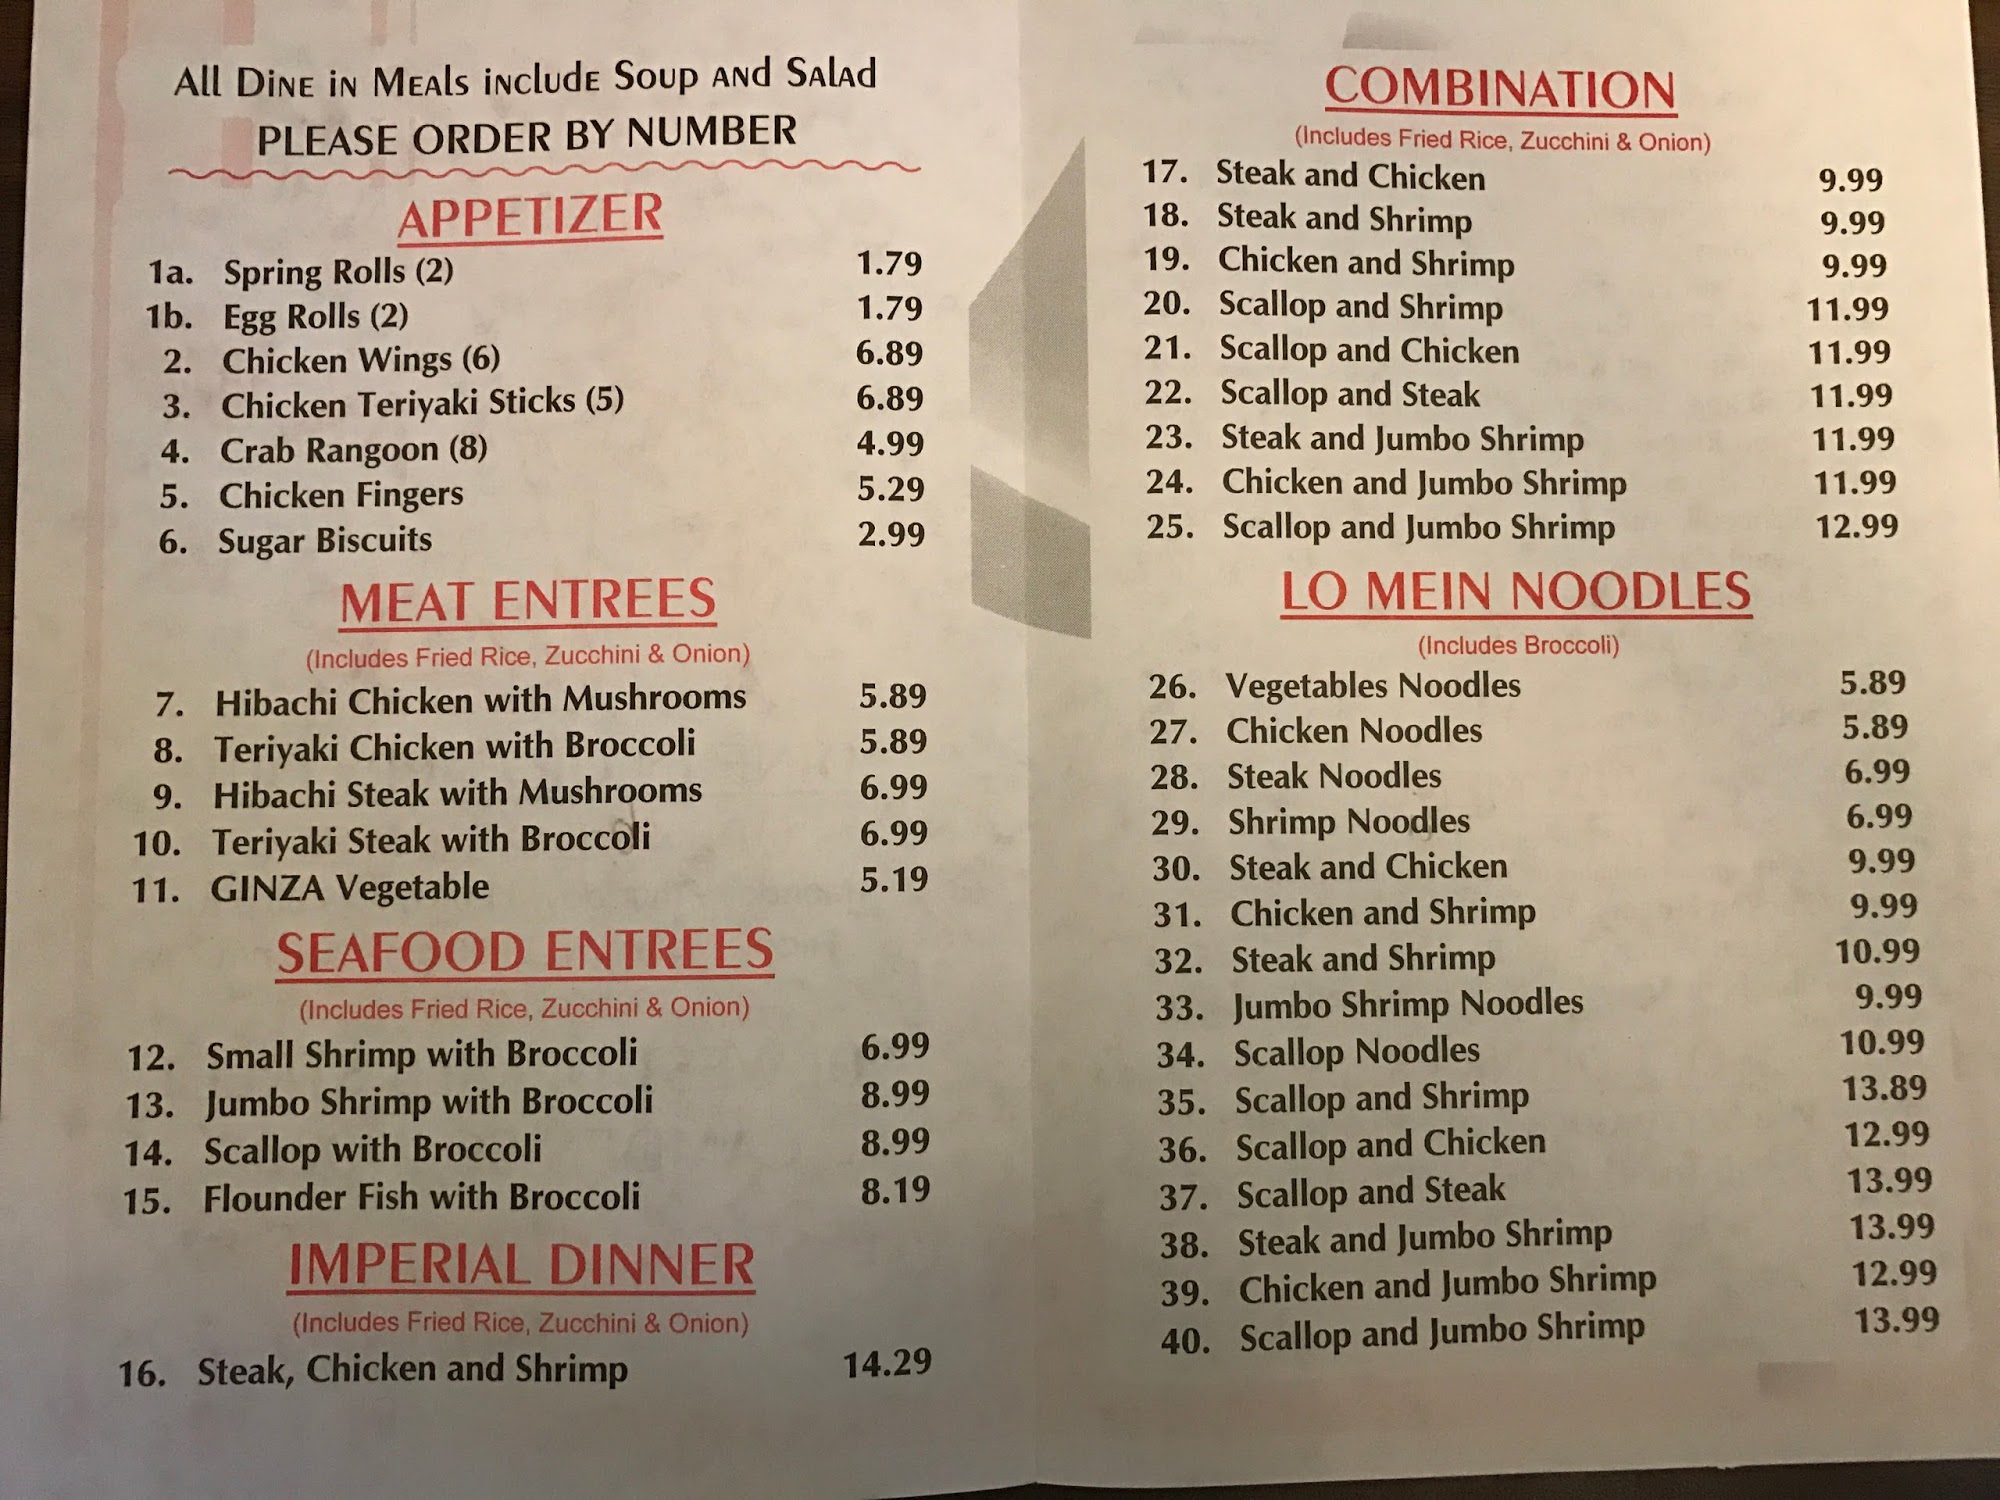 All Dine in Meals include Soup and Salad
PLEASE ORDER BY NUMBER
APPETIZER
1a. Spring Rolls (2) 1.79
1b. Egg Rolls (2) 1.79
2. Chicken Wings (6) 6.89
3. Chicken Teriyaki Sticks (5) 6.89
4. Crab Rangoon (8) 4.99
5. Chicken Fingers 5.29
6. Sugar Biscuits 2.99
MEAT ENTREES
(Includes Fried Rice, Zucchini & Onion)
7. Hibachi Chicken with Mushrooms 5.89
8. Teriyaki Chicken with Broccoli 5.89
9. Hibachi Steak with Mushrooms 6.99
10. Teriyaki Steak with Broccoli 6.99
11. GINZA Vegetable 5.19
SEAFOOD ENTREES
(Includes Fried Rice, Zucchini & Onion)
12. Small Shrimp with Broccoli 6.99
13. Jumbo Shrimp with Broccoli 8.99
14. Scallop with Broccoli 8.99
15. Flounder Fish with Broccoli 8.19
IMPERIAL DINNER
(Includes Fried Rice, Zucchini & Onion)
16. Steak, Chicken and Shrimp 14.29
COMBINATION
(Includes Fried Rice, Zucchini & Onion)
17. Steak and Chicken 9.99
18. Steak and Shrimp 9.99
19. Chicken and Shrimp 9.99
20. Scallop and Shrimp 11.99
21. Scallop and Chicken 11.99
22. Scallop and Steak 11.99
23. Steak and Jumbo Shrimp 11.99
24. Chicken and Jumbo Shrimp 11.99
25. Scallop and Jumbo Shrimp 12.99
LO MEIN NOODLES
(Includes Broccoli)
26. Vegetables Noodles 5.89
27. Chicken Noodles 5.89
28. Steak Noodles 6.99
29. Shrimp Noodles 6.99
30. Steak and Chicken 9.99
31. Chicken and Shrimp 9.99
32. Steak and Shrimp 10.99
33. Jumbo Shrimp Noodles 9.99
34. Scallop Noodles 10.99
35. Scallop and Shrimp 13.89
36. Scallop and Chicken 12.99
37. Scallop and Steak 13.99
38. Steak and Jumbo Shrimp 13.99
39. Chicken and Jumbo Shrimp 12.99
40. Scallop and Jumbo Shrimp 13.99